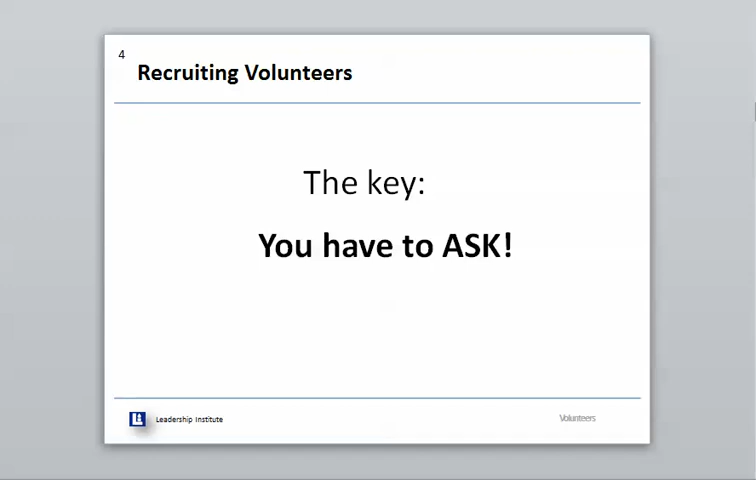 4
Recruiting Volunteers
The key:
You have to ASK!
Leadership Institute
Volunteers